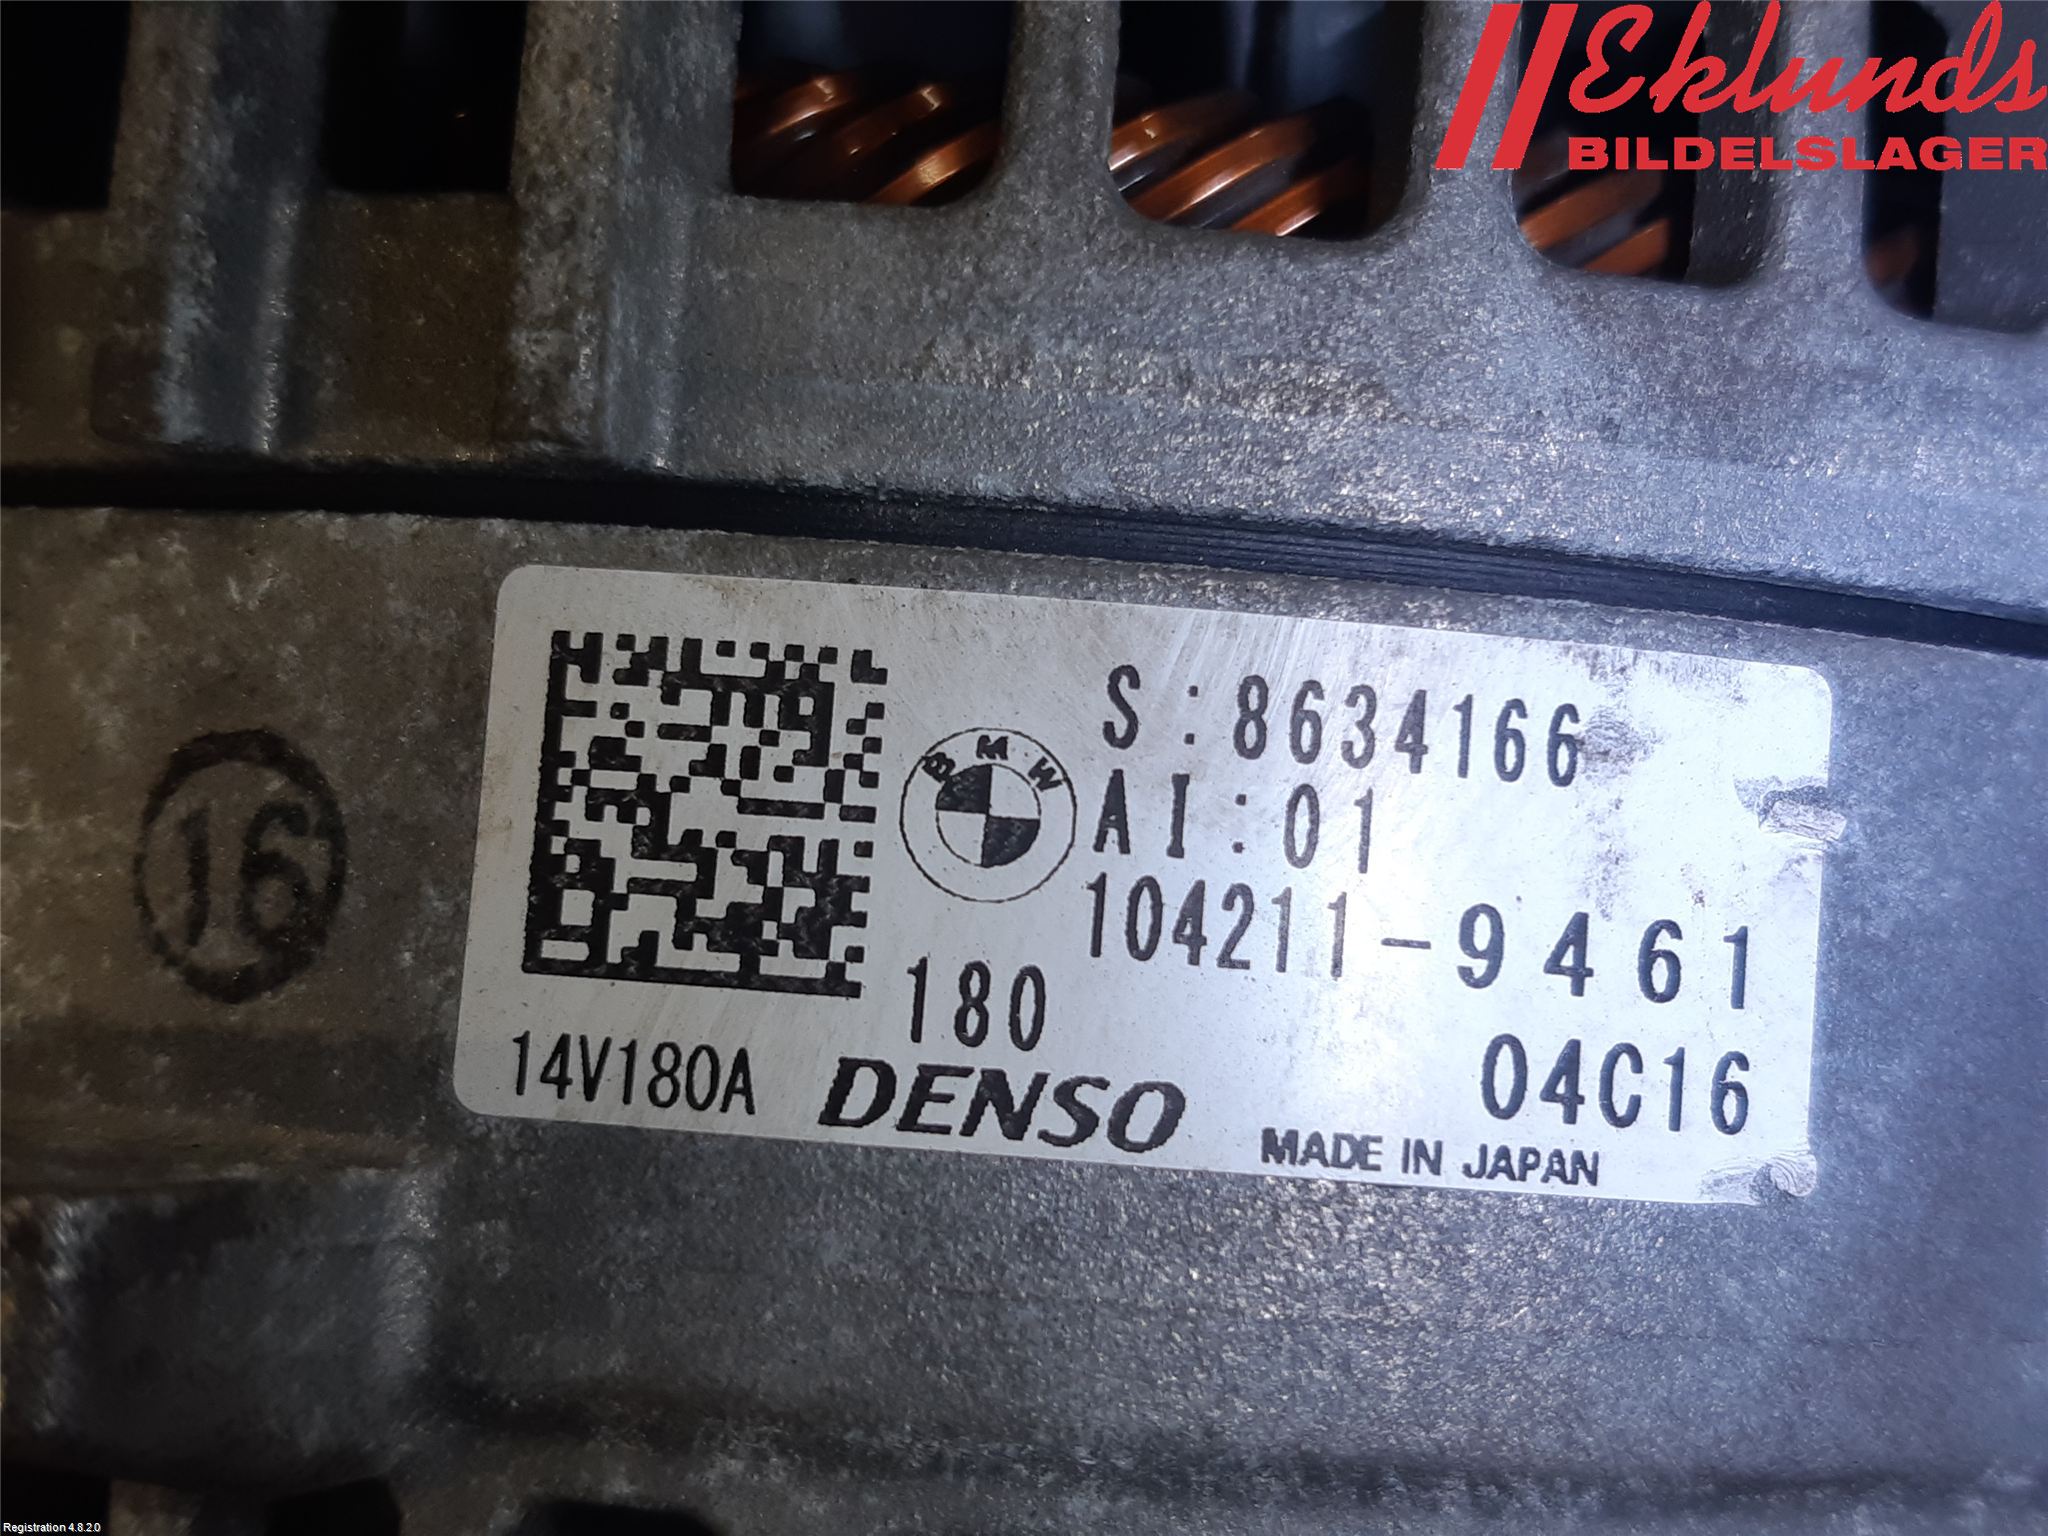 Eklunds
BILDELSLAGER
16
BMW
S:8634166
AI:01
104211-9461
180
04C16
14V180A
DENSO
MADE IN JAPAN
Registration 4.8.2.0